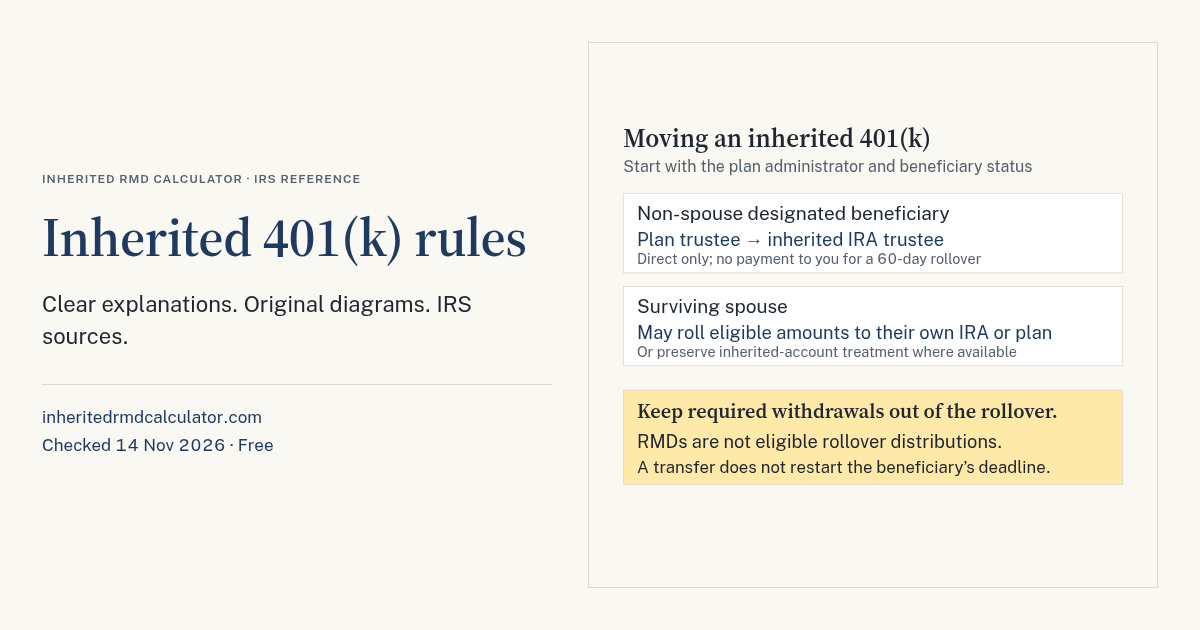 INHERITED RMD CALCULATOR · IRS REFERENCE
Inherited 401(k) rules
Clear explanations. Original diagrams. IRS
sources.
inheritedrmdcalculator.com
Checked 14 Nov 2026 · Free
Moving an inherited 401(k)
Start with the plan administrator and beneficiary status
Non-spouse designated beneficiary
Plan trustee → inherited IRA trustee
Direct only; no payment to you for a 60-day rollover
Surviving spouse
May roll eligible amounts to their own IRA or plan
Or preserve inherited-account treatment where available
Keep required withdrawals out of the rollover.
RMDs are not eligible rollover distributions.
A transfer does not restart the beneficiary’s deadline.